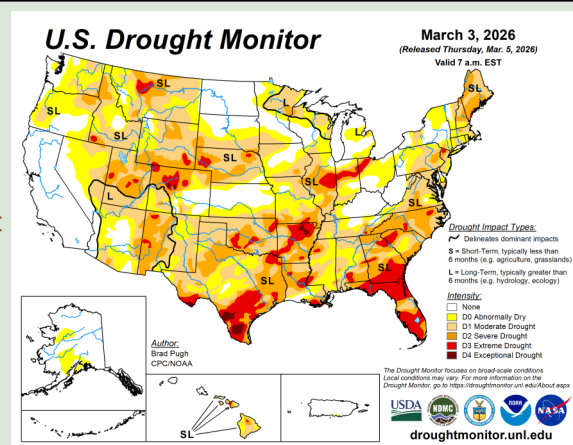 U.S. Drought Monitor
March 3, 2026
(Released Thursday, Mar. 5, 2026)
Valid 7 a.m. EST
SL
SL
SL
SL
SL
SL
SL
SL
SL
L
L
L
SL
Drought Impact Types:
Delineates dominant impacts
S = Short-Term, typically less than
6 months (e.g. agriculture, grasslands)
L = Long-Term, typically greater than
6 months (e.g. hydrology, ecology)
Intensity:
None
D0 Abnormally Dry
D1 Moderate Drought
D2 Severe Drought
D3 Extreme Drought
D4 Exceptional Drought
Author:
Brad Pugh
CPC/NOAA
The Drought Monitor focuses on broad-scale conditions.
Local conditions may vary. For more information on the
Drought Monitor, go to https://droughtmonitor.unl.edu/About.aspx
USDA
NDMC
NOAA
NASA
droughtmonitor.unl.edu